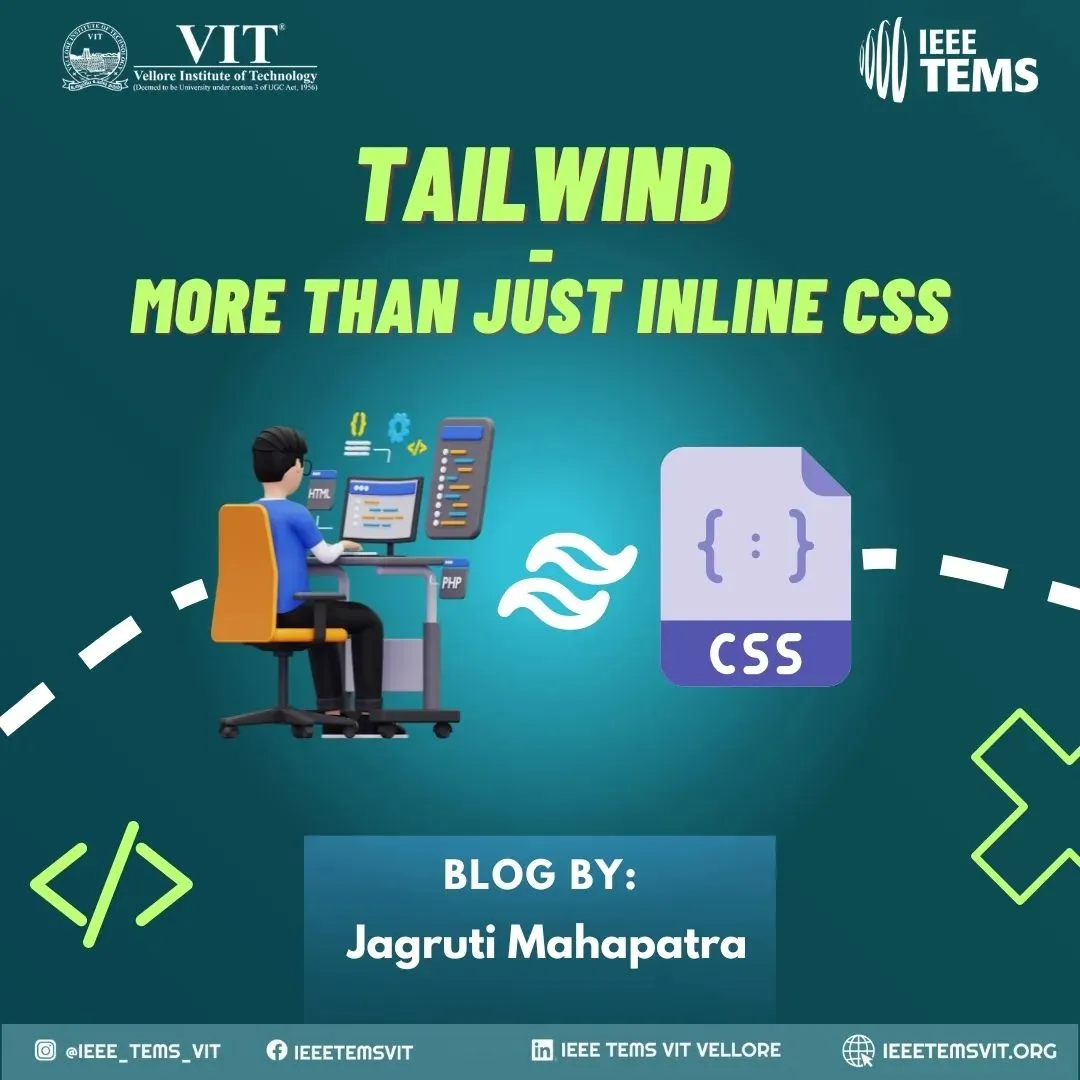 VIT
VIT®
Vellore Institute of Technology
(Deemed to be University under section 3 of UGC Act, 1956)
IEEE
TEMS
TAILWIND
-
MORE THAN JUST INLINE CSS
{}
</>
HTML
PHP
{ : }
CSS
</>
BLOG BY:
Jagruti Mahapatra
@IEEE_TEMS_VIT
IEEETEMSVIT
IEEE TEMS VIT VELLORE
IEEETEMSVIT.ORG